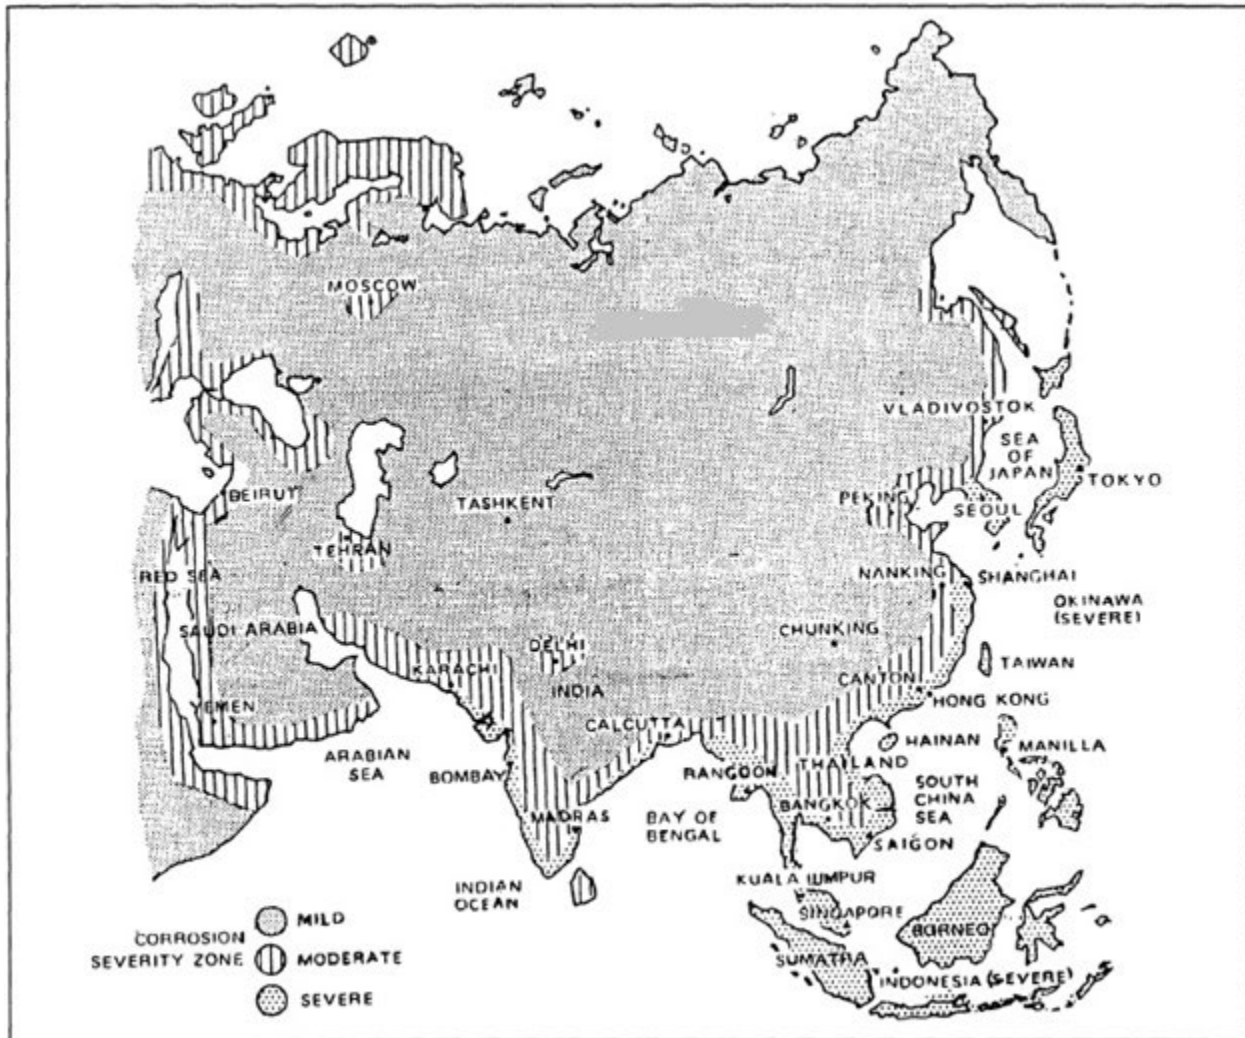 MOSCOW
VLADIVOSTOK
SEA
OF
JAPAN
TOKYO
BEIRUT
TASHKENT
PEKING
SEOUL
TEHRAN
RED SEA
NANKING
SHANGHAI
OKINAWA
(SEVERE)
SAUDI ARABIA
CHUNKING
DELHI
KARACHI
TAIWAN
CANTON
INDIA
HONG KONG
YEMEN
CALCUTTA
HAINAN
MANILLA
ARABIAN
SEA
BOMBAY
RANGOON
THAILAND
SOUTH
CHINA
SEA
BANGKOK
MADRAS
BAY OF
BENGAL
SAIGON
KUALA LUMPUR
INDIAN
OCEAN
SINGAPORE
BORNEO
SUMATRA
INDONESIA (SEVERE)
CORROSION
SEVERITY ZONE
MILD
MODERATE
SEVERE